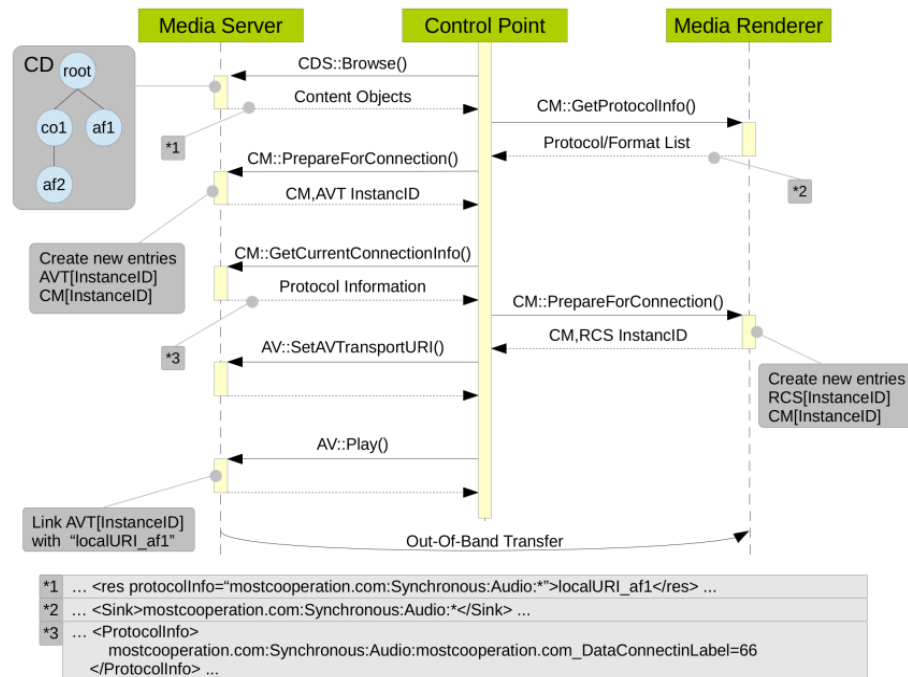 Media Server
Control Point
Media Renderer
CD
root
co1
af1
af2
CDS::Browse()
Content Objects
*1
CM::GetProtocolInfo()
Protocol/Format List
*2
CM::PrepareForConnection()
CM,AVT InstancID
Create new entries
AVT[InstanceID]
CM[InstanceID]
CM::GetCurrentConnectionInfo()
Protocol Information
*3
CM::PrepareForConnection()
CM,RCS InstancID
Create new entries
RCS[InstanceID]
CM[InstanceID]
AV::SetAVTransportURI()
AV::Play()
Link AVT[InstanceID]
with “localURI_af1”
Out-Of-Band Transfer
*1 … <res protocolInfo=“mostcooperation.com:Synchronous:Audio:*”>localURI_af1</res> ...
*2 … <Sink>mostcooperation.com:Synchronous:Audio:*</Sink> ...
*3 … <ProtocolInfo>
mostcooperation.com:Synchronous:Audio:mostcooperation.com_DataConnectinLabel=66
</ProtocolInfo> ...